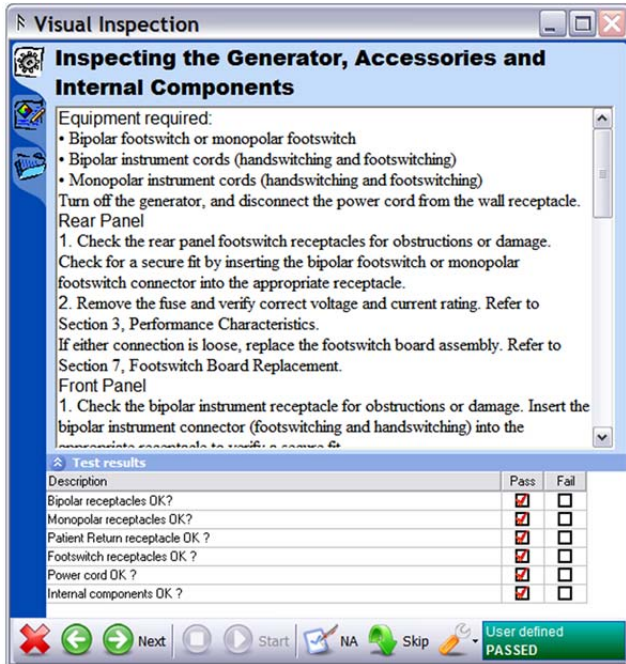 Visual Inspection
Inspecting the Generator, Accessories and
Internal Components
Equipment required:
• Bipolar footswitch or monopolar footswitch
• Bipolar instrument cords (handswitching and footswitching)
• Monopolar instrument cords (handswitching and footswitching)
Turn off the generator, and disconnect the power cord from the wall receptacle.
Rear Panel
1. Check the rear panel footswitch receptacles for obstructions or damage.
Check for a secure fit by inserting the bipolar footswitch or monopolar
footswitch connector into the appropriate receptacle.
2. Remove the fuse and verify correct voltage and current rating. Refer to
Section 3, Performance Characteristics.
If either connection is loose, replace the footswitch board assembly. Refer to
Section 7, Footswitch Board Replacement.
Front Panel
1. Check the bipolar instrument receptacle for obstructions or damage. Insert the
bipolar instrument connector (footswitching and handswitching) into the
appropriate receptacle to verify a secure fit
Test results
Description Pass Fail
Bipolar receptacles OK?
Monopolar receptacles OK?
Patient Return receptacle OK ?
Footswitch receptacles OK ?
Power cord OK ?
Internal components OK ?
Next Start NA Skip User defined
PASSED